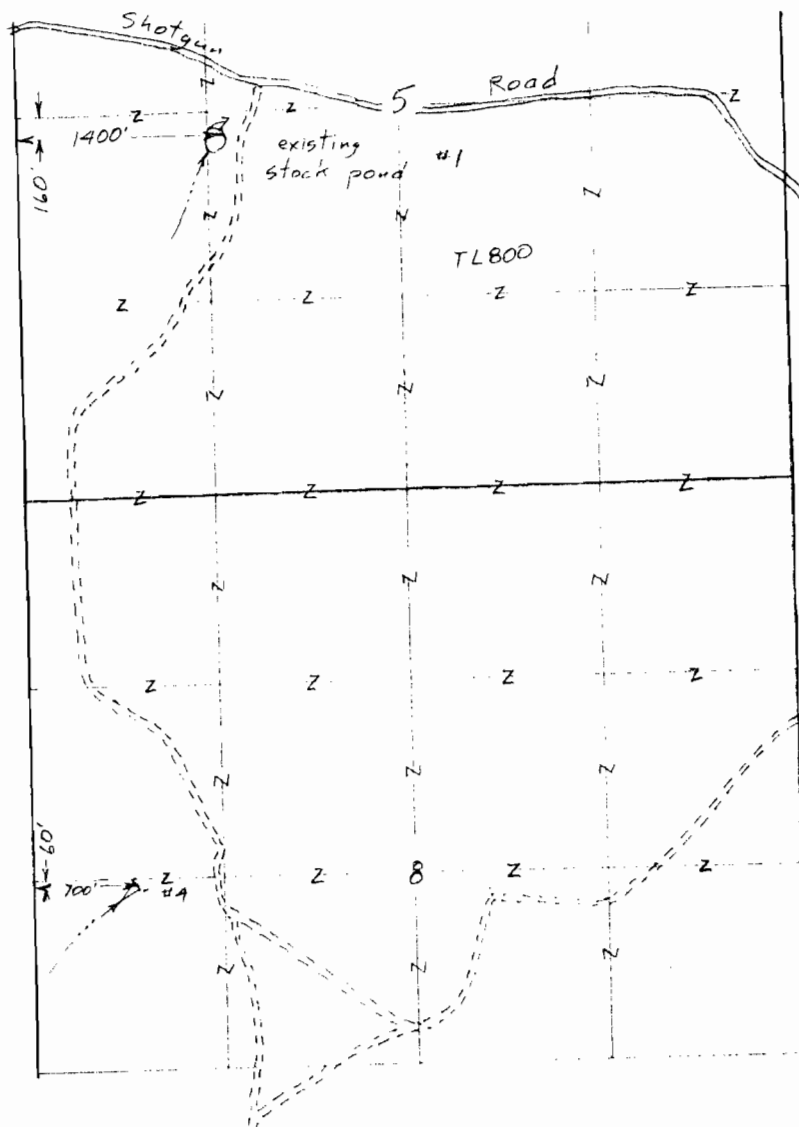 Shotgun
Road
5
1400'
160'
existing
stock pond
#1
TL800
60'
700'
#4
8